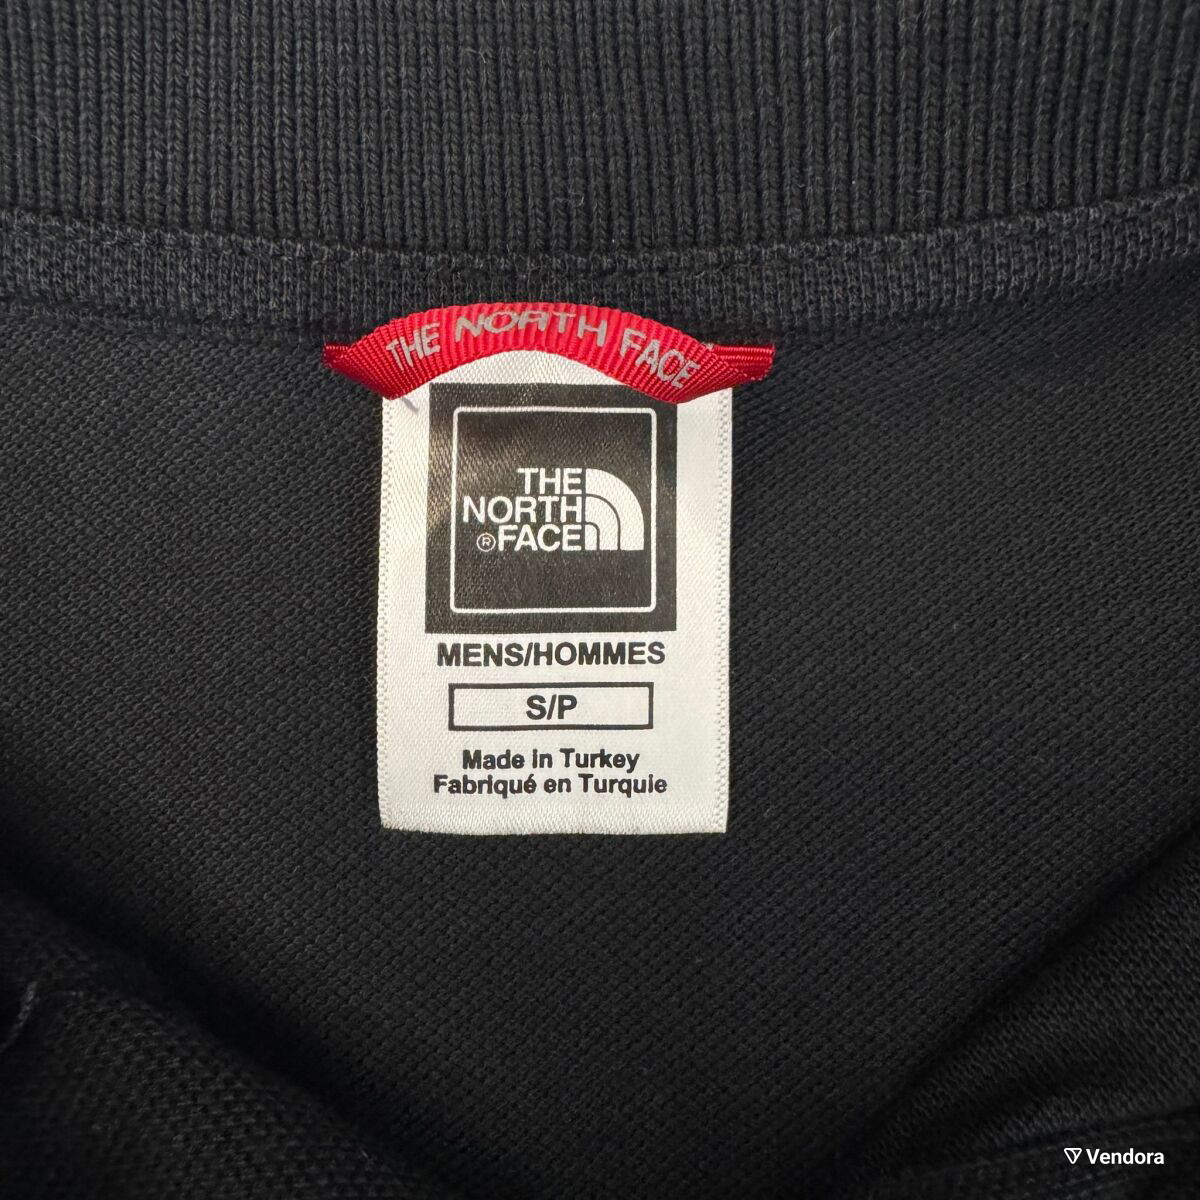 THE NORTH FACE
THE
NORTH
®FACE
MENS/HOMMES
S/P
Made in Turkey
Fabriqué en Turquie
Vendora